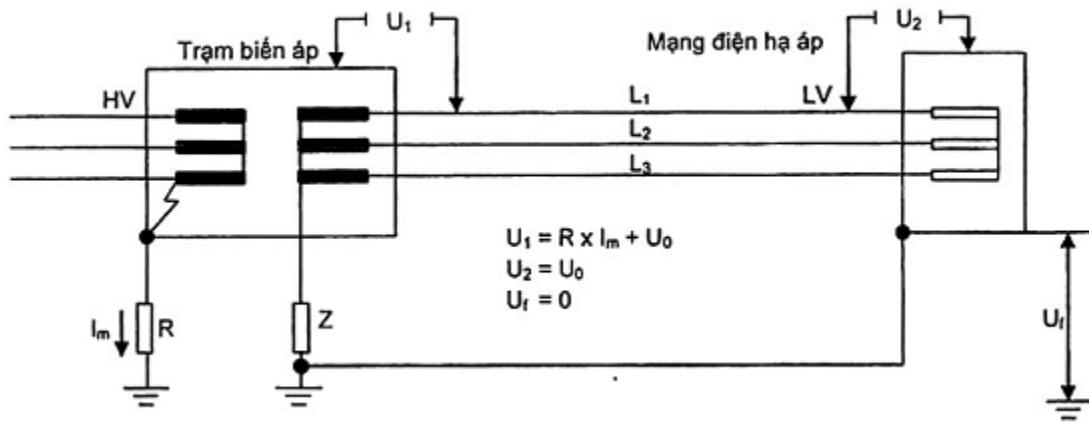 U₁
U₂
Trạm biến áp
Mạng điện hạ áp
HV
L₁
LV
L₂
L₃
U₁ = R x Iₘ + U₀
U₂ = U₀
U_f = 0
Iₘ
R
Z
U_f